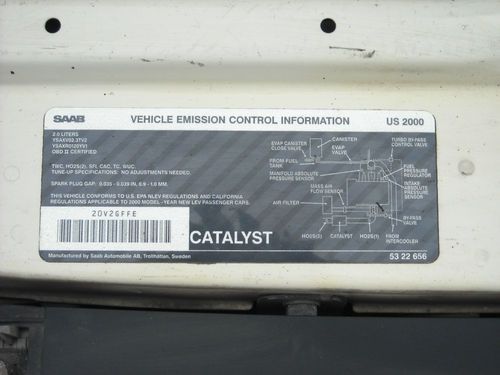 SAAB
VEHICLE EMISSION CONTROL INFORMATION
US 2000
2.0 LITERS
OBD II CERTIFIED
TWC, HO2S(2), SFI, CAC, TC,
TUNE-UP SPECIFICATIONS: NO ADJUSTMENTS NEEDED.
SPARK PLUG GAP: 0.035 - 0.039 IN, 0.9 - 1.0 MM.
THIS VEHICLE CONFORMS TO U.S. EPA NLEV REGULATIONS AND CALIFORNIA
REGULATIONS APPLICABLE TO 2000 MODEL - YEAR NEW LEV PASSENGER CARS.
20V2GFFE
CATALYST
Manufactured by Saab Automobile AB, Trollhättan, Sweden
EVAP CANISTER
CLOSE VALVE
CANISTER
EVAP
VALVE
TURBO BY-PASS
CONTROL VALVE
FROM FUEL
TANK
MANIFOLD ABSOLUTE
PRESSURE SENSOR
FUEL
PRESSURE
REGULATOR
INTAKE
ABSOLUTE
PRESSURE
SENSOR
MASS AIR
FLOW SENSOR
AIR FILTER
BY-PASS
VALVE
HO2S(2)
CATALYST
HO2S(1)
FROM
INTERCOOLER
53 22 656